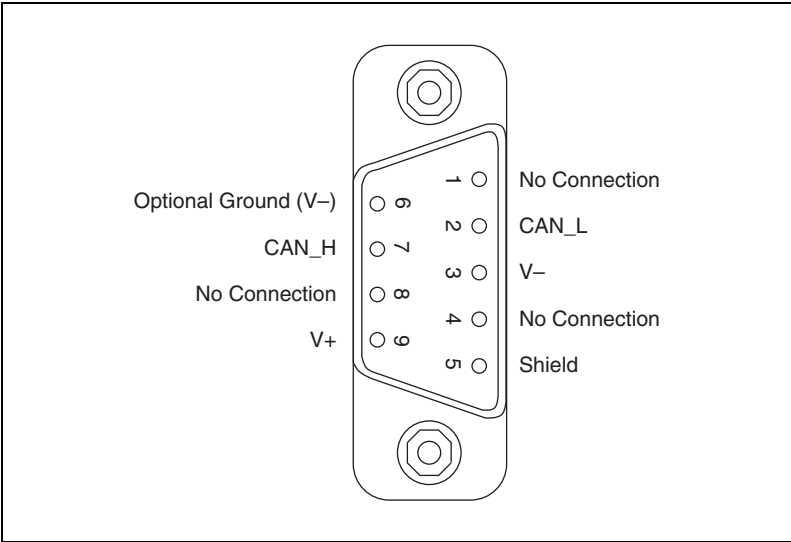 Optional Ground (V–)
CAN_H
No Connection
V+
6
7
8
9
1
2
3
4
5
No Connection
CAN_L
V–
No Connection
Shield